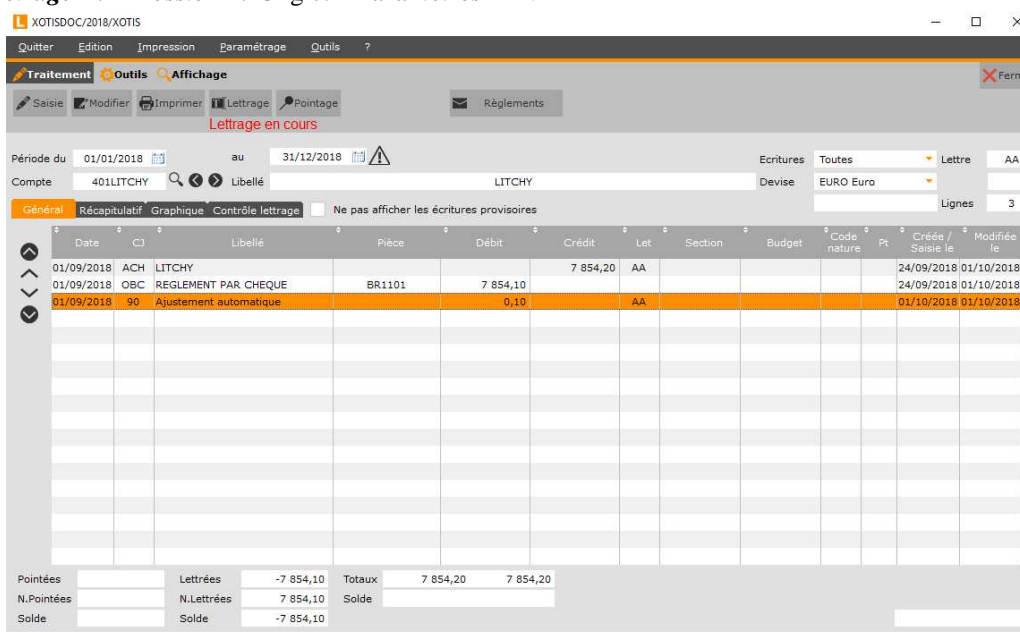 XOTISDOC/2018/XOTIS
Quitter Edition Impression Paramétrage Outils ?
Traitement Outils Affichage Ferm
Saisie Modifier Imprimer Lettrage Pointage Règlements
Lettrage en cours
Période du 01/01/2018 au 31/12/2018 Ecritures Toutes Lettre AA
Compte 401LITCHY Libellé LITCHY Devise EURO Euro
Général Récapitulatif Graphique Contrôle lettrage Ne pas afficher les écritures provisoires Lignes 3
Date CJ Libellé Pièce Débit Crédit Let Section Budget Code nature Pt Créée / Saisie le Modifiée le
01/09/2018 ACH LITCHY 7 854,20 AA 24/09/2018 01/10/2018
01/09/2018 OBC REGLEMENT PAR CHEQUE BR1101 7 854,10 24/09/2018 01/10/2018
01/09/2018 90 Ajustement automatique 0,10 AA 01/10/2018 01/10/2018
Pointées Lettrées -7 854,10 Totaux 7 854,20 7 854,20
N.Pointées N.Lettrées 7 854,10 Solde
Solde Solde -7 854,10